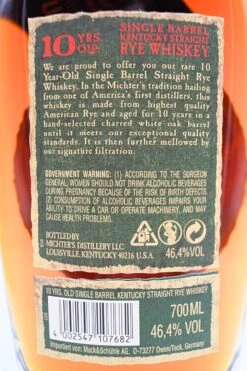 10 YRS. OLD
SINGLE BARREL
KENTUCKY STRAIGHT
RYE WHISKEY
We are proud to offer you our rare 10
Year-Old Single Barrel Straight Rye
Whiskey. In the Michter's tradition hailing
from one of America's first distillers, this
whiskey is made from highest quality
American Rye and aged for 10 years in a
hand-selected charred white oak barrel
until it meets our exceptional quality
standards. It is then further mellowed by
our signature filtration.
GOVERNMENT WARNING: (1) ACCORDING TO THE SURGEON
GENERAL, WOMEN SHOULD NOT DRINK ALCOHOLIC BEVERAGES
DURING PREGNANCY BECAUSE OF THE RISK OF BIRTH DEFECTS.
(2) CONSUMPTION OF ALCOHOLIC BEVERAGES IMPAIRS YOUR
ABILITY TO DRIVE A CAR OR OPERATE MACHINERY, AND MAY
CAUSE HEALTH PROBLEMS.
BOTTLED BY
MICHTER'S DISTILLERY LLC
LOUISVILLE, KENTUCKY 40216 U.S.A.
46,4%VOL
10 YRS. OLD SINGLE BARREL KENTUCKY STRAIGHT RYE WHISKEY
4 002547 107682
700 ML
46,4%VOL
Germany
Importeur: Mack&Schühle AG, D-73277 Owen/Teck, Germany